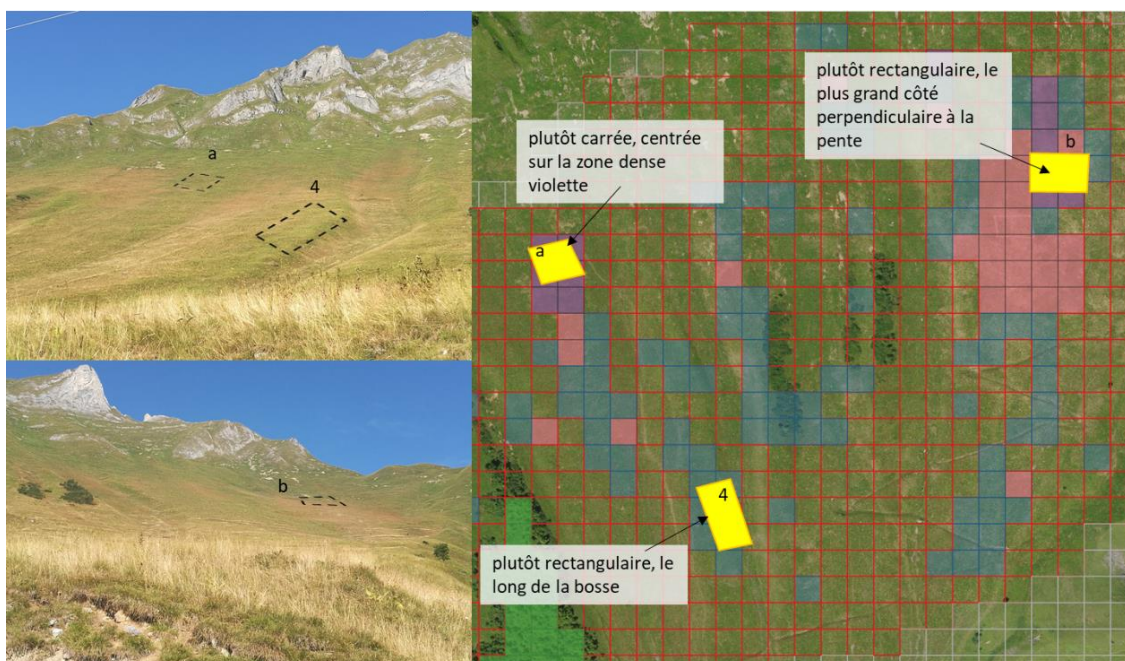 a
4
b
plutôt carrée, centrée
sur la zone dense
violette
plutôt rectangulaire, le
plus grand côté
perpendiculaire à la
pente
b
a
4
plutôt rectangulaire, le
long de la bosse